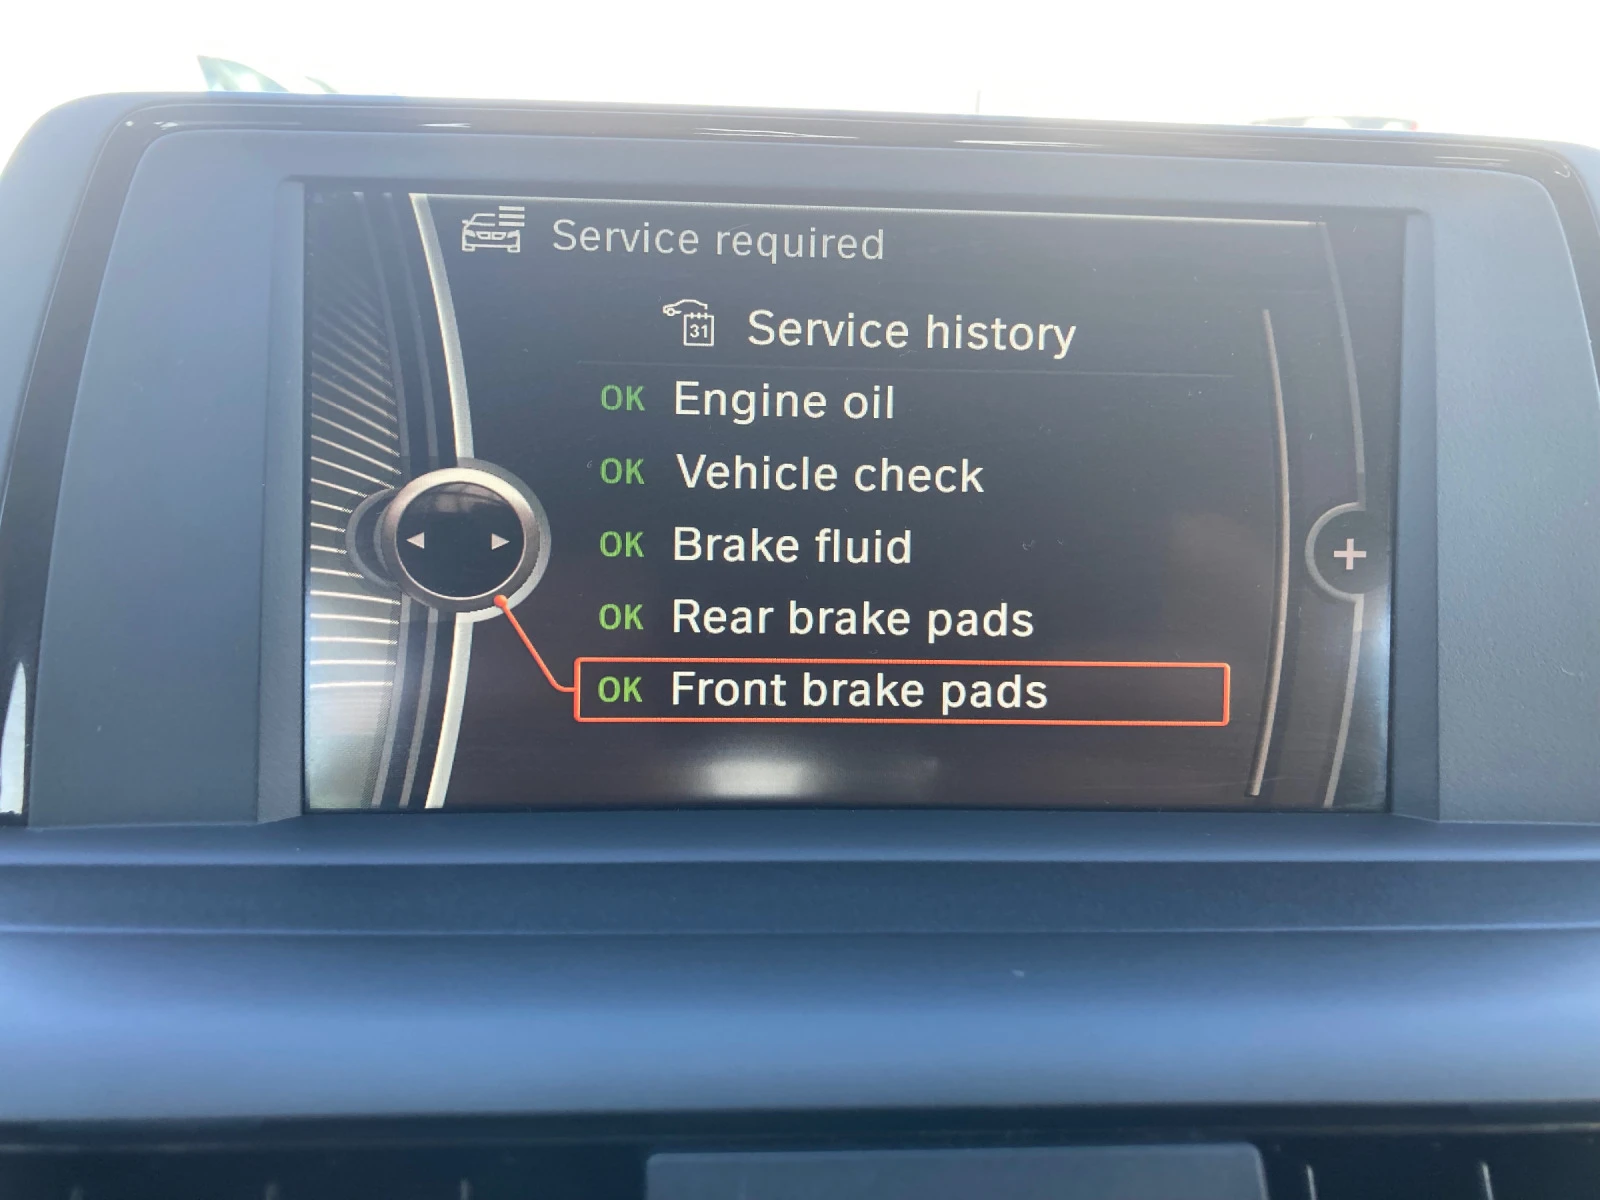 Service required
31 Service history
OK Engine oil
OK Vehicle check
OK Brake fluid
OK Rear brake pads
OK Front brake pads
+